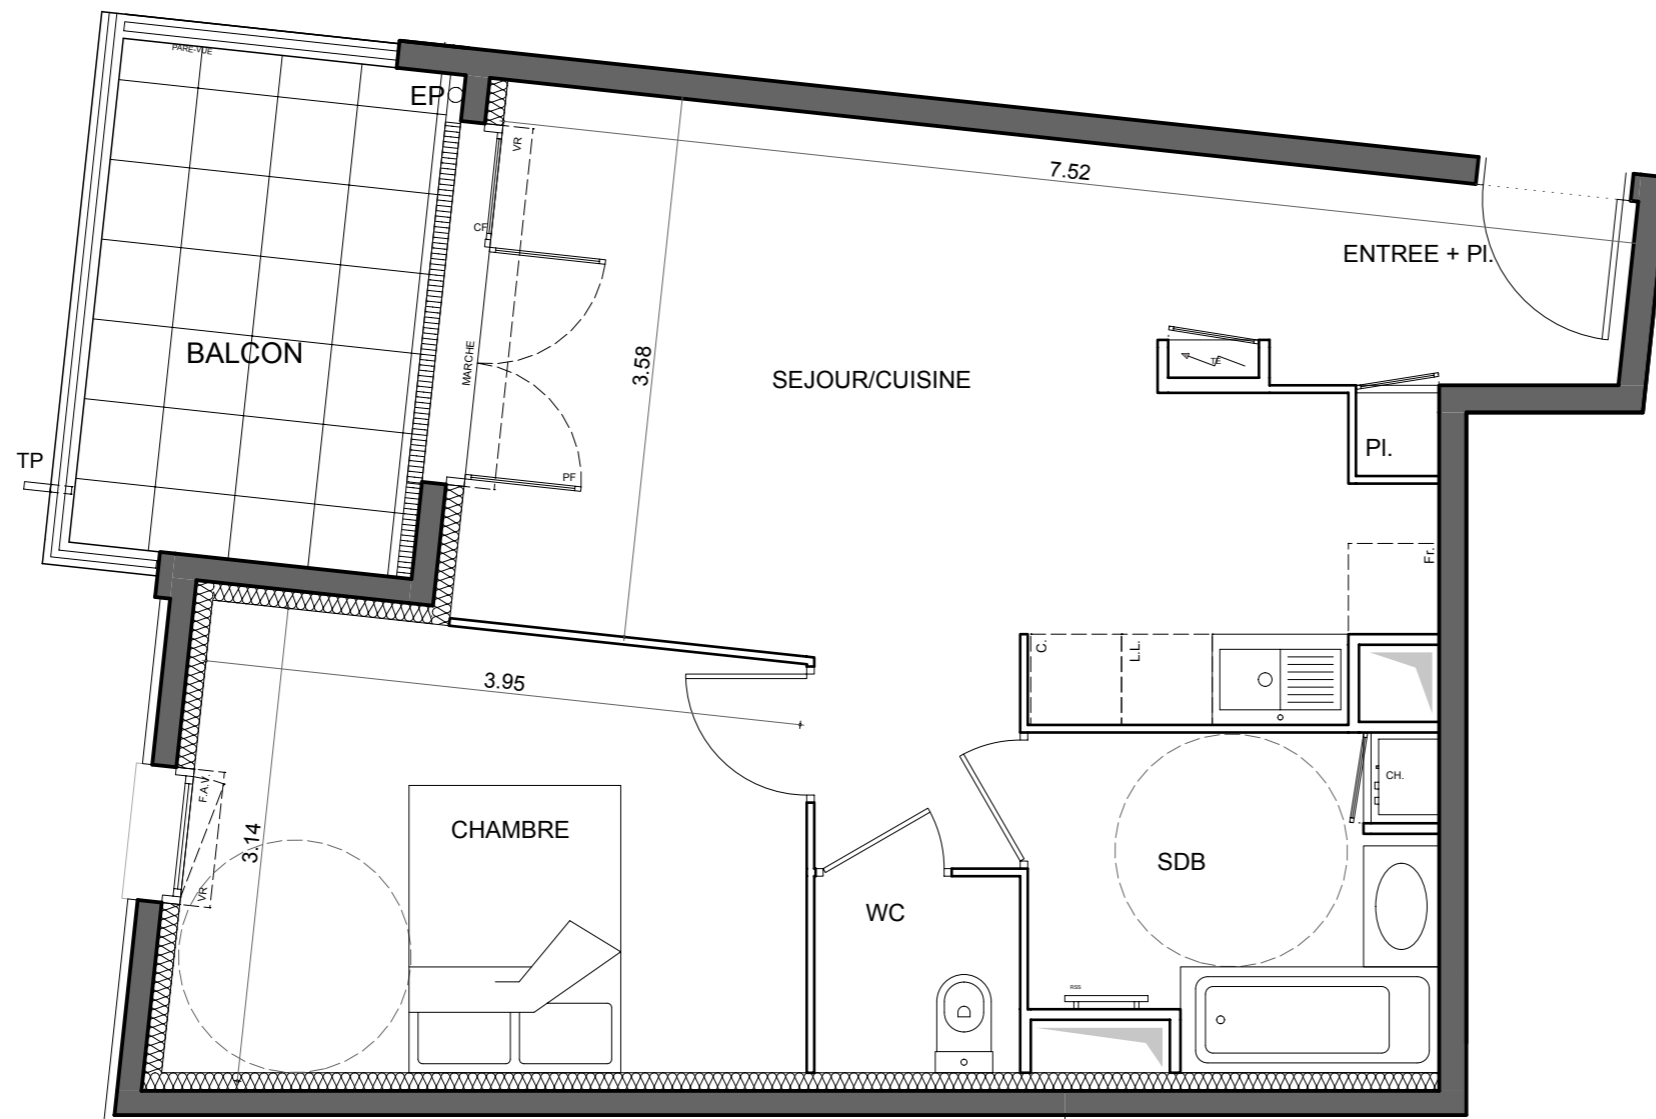 PARE-VUE
EP
VR
7.52
ENTREE + Pl.
CF
BALCON
MARCHE
3.58
SEJOUR/CUISINE
TE
Pl.
TP
PF
Fr.
C.
L.L.
3.95
F.A.V.
CH.
CHAMBRE
3.14
SDB
VR
WC
RSS